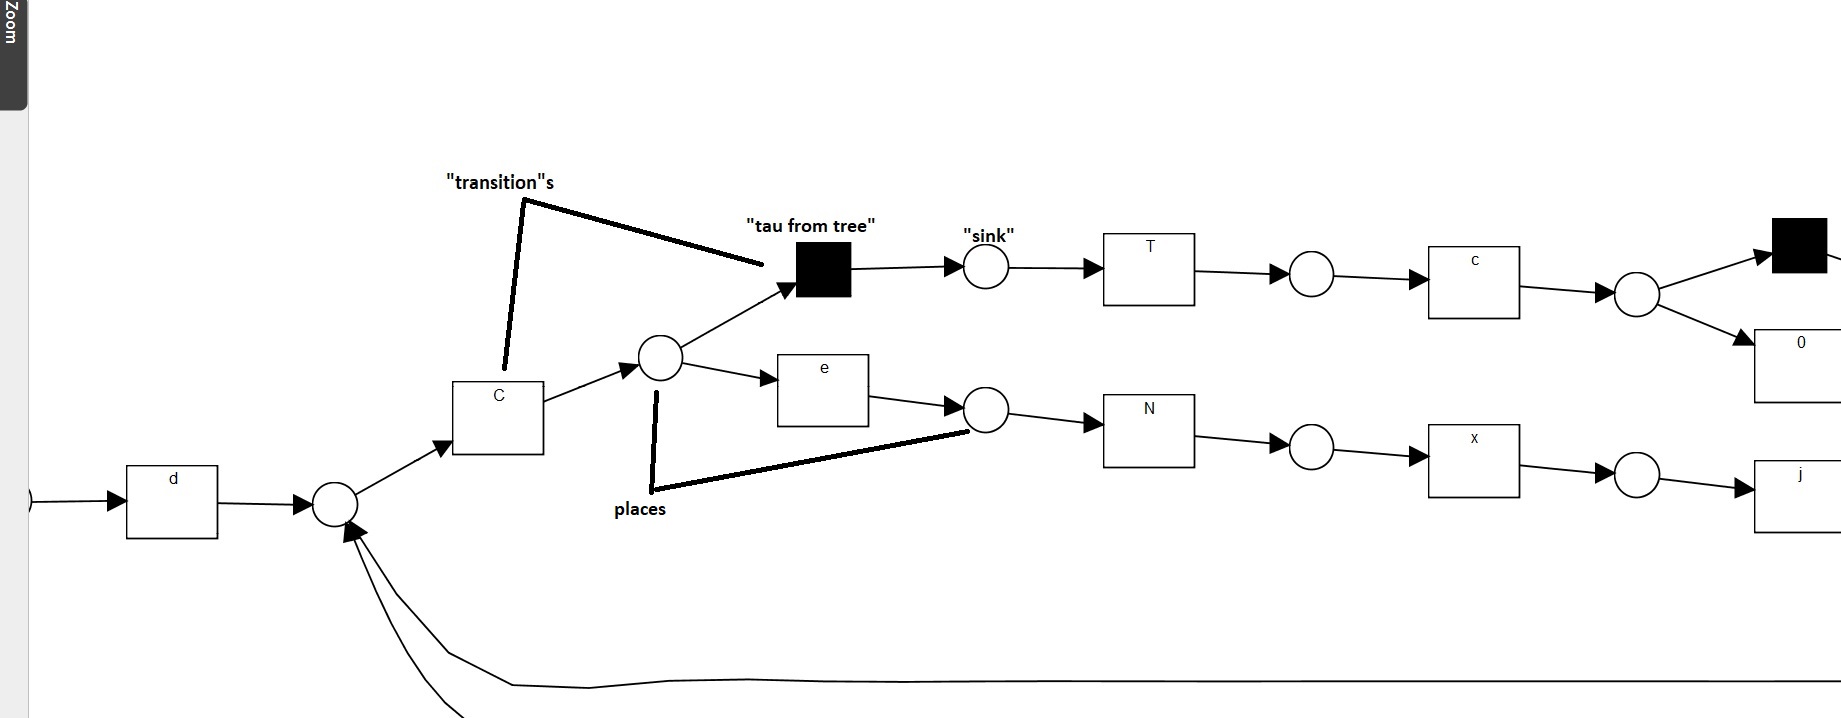 Zoom
"transition"s
"tau from tree"
"sink"
T
c
0
e
C
N
x
j
d
places